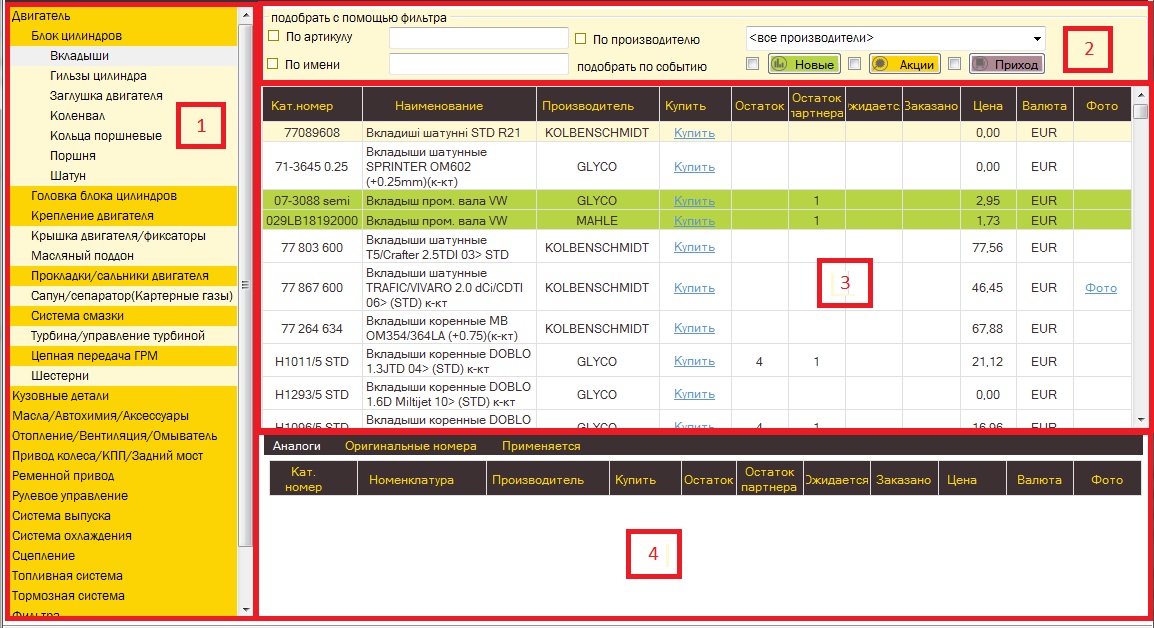 Двигатель
Блок цилиндров
Вкладыши
Гильзы цилиндра
Заглушка двигателя
Коленвал
Кольца поршневые
Поршня
Шатун
Головка блока цилиндров
Крепление двигателя
Крышка двигателя/фиксаторы
Масляный поддон
Прокладки/сальники двигателя
Сапун/сепаратор(Картерные газы)
Система смазки
Турбина/управление турбиной
Цепная передача ГРМ
Шестерни
Кузовные детали
Масла/Автохимия/Аксессуары
Отопление/Вентиляция/Омыватель
Привод колеса/КПП/Задний мост
Ременной привод
Рулевое управление
Система выпуска
Система охлаждения
Сцепление
Топливная система
Тормозная система
1
подобрать с помощью фильтра
По артикулу По производителю <все производители>
По имени подобрать по событию Новые Акции Приход
2
Кат.номер Наименование Производитель Купить Остаток Остаток партнера Заказано Цена Валюта Фото
77089608 Вкладиші шатунні STD R21 KOLBENSCHMIDT Купить 0,00 EUR
71-3645 0.25 Вкладыши шатунные
SPRINTER OM602 GLYCO Купить 0,00 EUR
(+0.25mm)(к-кт)
07-3088 semi Вкладыш пром. вала VW GLYCO Купить 1 2,95 EUR
029LB18192000 Вкладыш пром. вала VW MAHLE Купить 1 1,73 EUR
77 803 600 Вкладыши шатунные KOLBENSCHMIDT Купить 77,56 EUR
T5/Crafter 2.5TDI 03> STD
77 867 600 Вкладыши шатунные
TRAFIC/VIVARO 2.0 dCi/CDTI KOLBENSCHMIDT Купить 46,45 EUR Фото
06> (STD) к-кт
77 264 634 Вкладыши коренные MB KOLBENSCHMIDT Купить 67,88 EUR
OM354/364LA (+0.75)(к-кт)
H1011/5 STD Вкладыши коренные DOBLO GLYCO Купить 4 1 21,12 EUR
1.3JTD 04> (STD) к-кт
H1293/5 STD Вкладыши коренные DOBLO GLYCO Купить 0,00 EUR
1.6D Miltijet 10> (STD) к-кт
H1096/5 STD Вкладыши коренные DOBLO GLYCO Купить 4 1 16,96 EUR
3
Аналоги Оригинальные номера Применяется
Кат. номер Номенклатура Производитель Купить Остаток Остаток партнера Ожидается Заказано Цена Валюта Фото
4